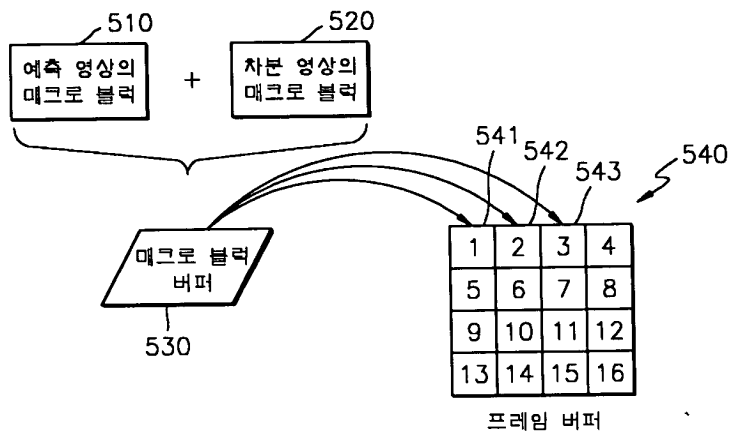 510
520
예측 영상의
매크로 블럭
+
차분 영상의
매크로 블럭
541
542
543
540
매크로 블럭
버퍼
530
1 2 3 4
5 6 7 8
9 10 11 12
13 14 15 16
프레임 버퍼